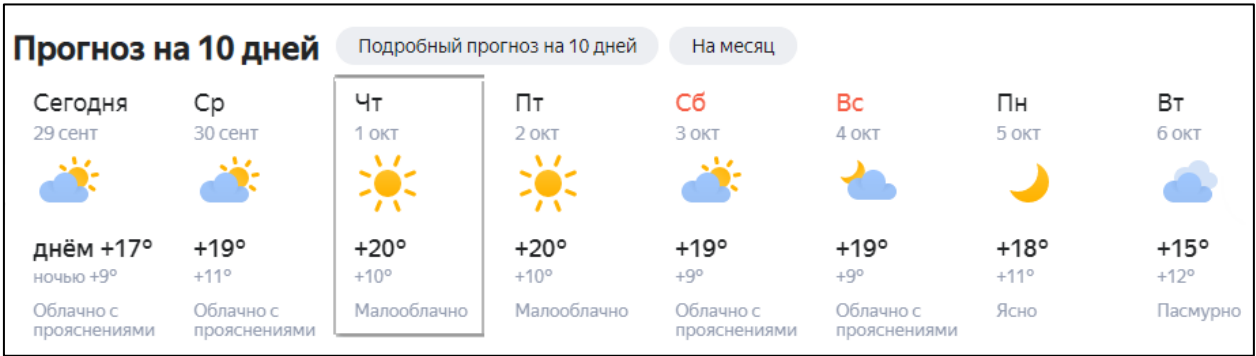 Прогноз на 10 дней Подробный прогноз на 10 дней На месяц
Сегодня Ср Чт Пт Сб Вс Пн Вт
29 сент 30 сент 1 окт 2 окт 3 окт 4 окт 5 окт 6 окт
днём +17° +19° +20° +20° +19° +19° +18° +15°
ночью +9° +11° +10° +10° +9° +9° +11° +12°
Облачно с Облачно с Малооблачно Малооблачно Облачно с Облачно с Ясно Пасмурно
прояснениями прояснениями прояснениями прояснениями